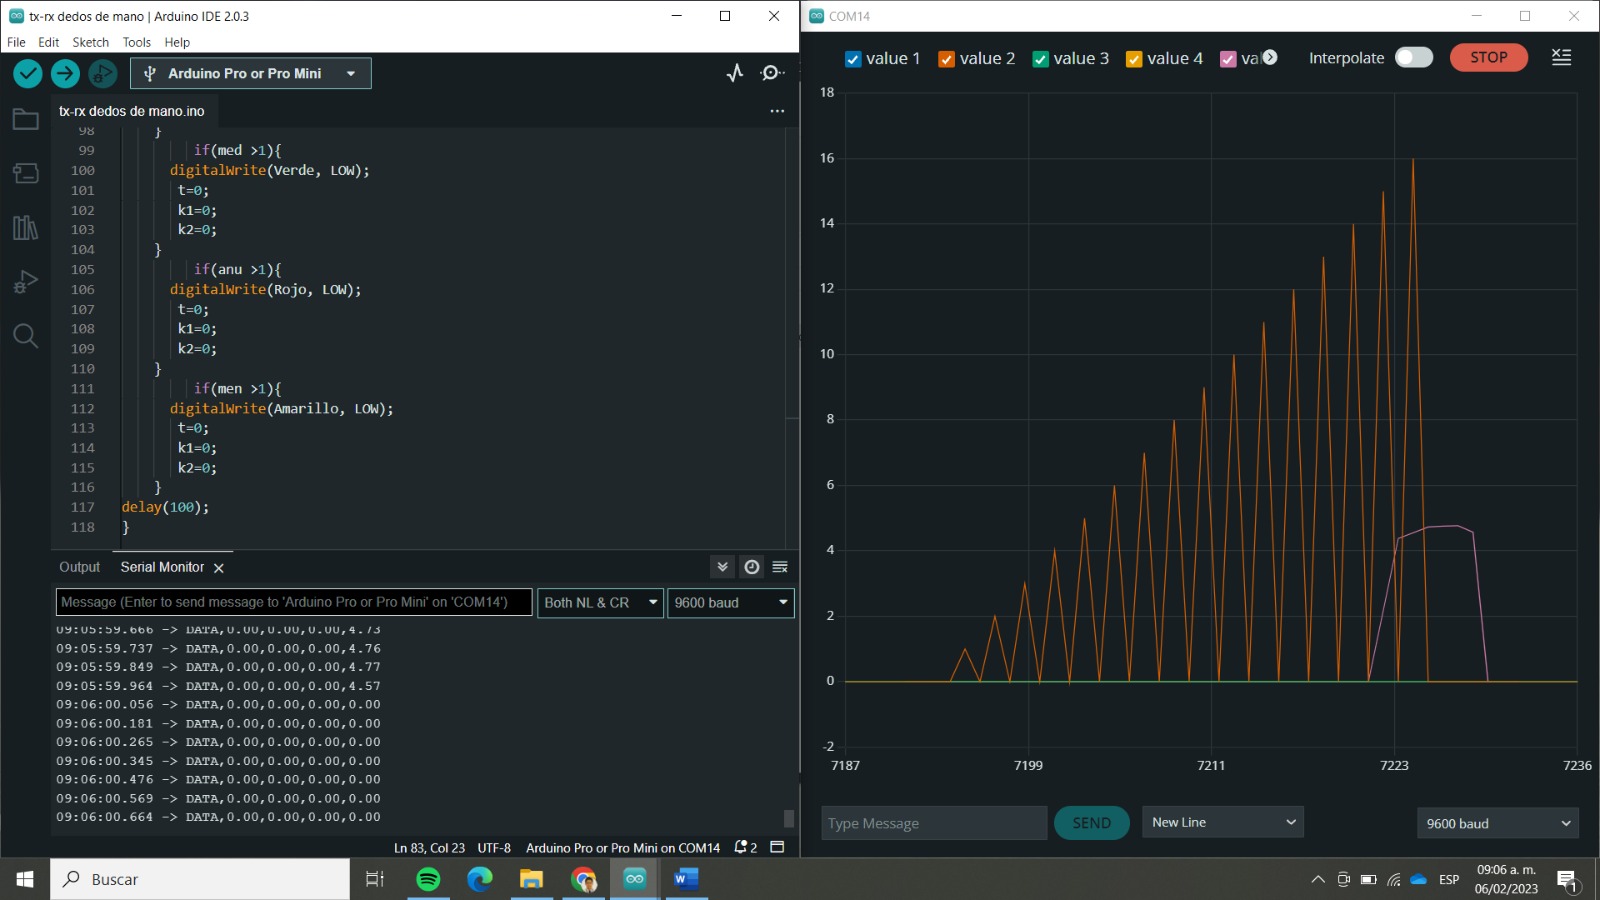 tx-rx dedos de mano | Arduino IDE 2.0.3
File Edit Sketch Tools Help
Arduino Pro or Pro Mini
tx-rx dedos de mano.ino
98 }
99 if(med >1){
100 digitalWrite(Verde, LOW);
101 t=0;
102 k1=0;
103 k2=0;
104 }
105 if(anu >1){
106 digitalWrite(Rojo, LOW);
107 t=0;
108 k1=0;
109 k2=0;
110 }
111 if(men >1){
112 digitalWrite(Amarillo, LOW);
113 t=0;
114 k1=0;
115 k2=0;
116 }
117 delay(100);
118 }
Output Serial Monitor
Message (Enter to send message to 'Arduino Pro or Pro Mini' on 'COM14')
Both NL & CR
9600 baud
09:05:59.666 -> DATA,0.00,0.00,0.00,4.73
09:05:59.737 -> DATA,0.00,0.00,0.00,4.76
09:05:59.849 -> DATA,0.00,0.00,0.00,4.77
09:05:59.964 -> DATA,0.00,0.00,0.00,4.57
09:06:00.056 -> DATA,0.00,0.00,0.00,0.00
09:06:00.181 -> DATA,0.00,0.00,0.00,0.00
09:06:00.265 -> DATA,0.00,0.00,0.00,0.00
09:06:00.345 -> DATA,0.00,0.00,0.00,0.00
09:06:00.476 -> DATA,0.00,0.00,0.00,0.00
09:06:00.569 -> DATA,0.00,0.00,0.00,0.00
09:06:00.664 -> DATA,0.00,0.00,0.00,0.00
Ln 83, Col 23 UTF-8 Arduino Pro or Pro Mini on COM14 2
COM14
value 1 value 2 value 3 value 4 va
Interpolate
STOP
18
16
14
12
10
8
6
4
2
0
-2
7187 7199 7211 7223 7236
Type Message
SEND
New Line
9600 baud
Buscar
W
ESP
09:06 a. m.
06/02/2023
1